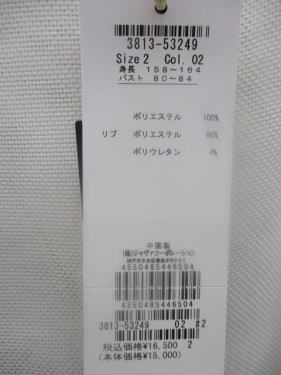 3813-53249
Size2 Col.02
身長 158～164
バスト 80～84
ポリエステル 100%
リブ ポリエステル 96%
ポリウレタン 4%
中国製
(株)ジャヴァコーポレーション
4550485446504
4550485446504
3813-53249 02 #2
税込価格¥16,500 2
(本体価格¥15,000)